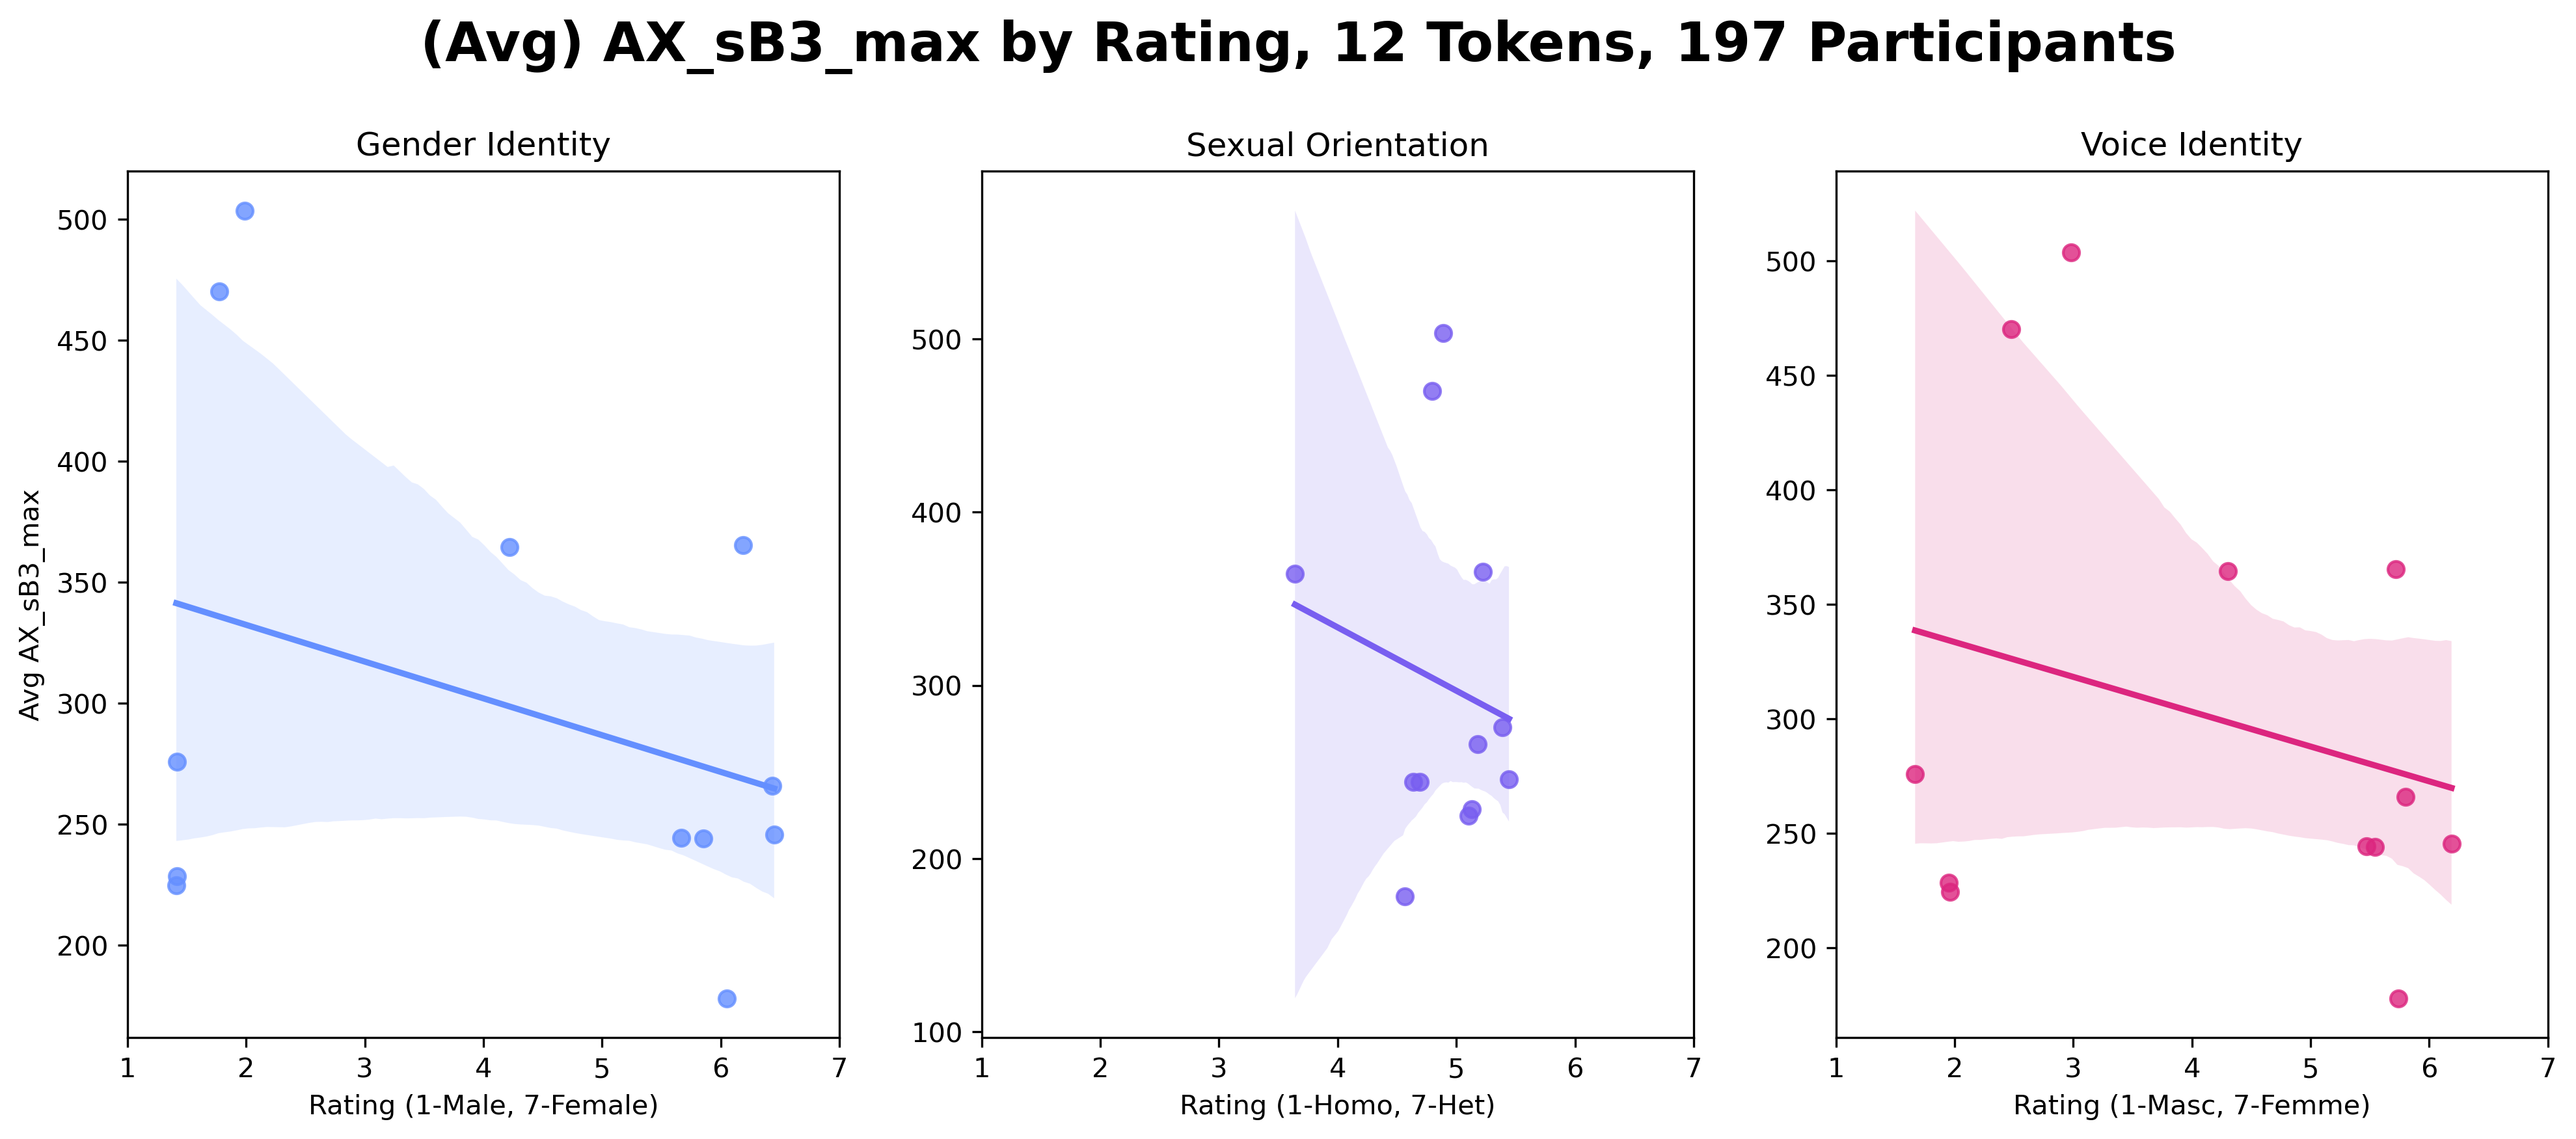 (Avg) AX_sB3_max by Rating, 12 Tokens, 197 Participants
Gender Identity
Avg AX_sB3_max
500
450
400
350
300
250
200
1 2 3 4 5 6 7
Rating (1-Male, 7-Female)
Sexual Orientation
500
400
300
200
100
1 2 3 4 5 6 7
Rating (1-Homo, 7-Het)
Voice Identity
500
450
400
350
300
250
200
1 2 3 4 5 6 7
Rating (1-Masc, 7-Femme)